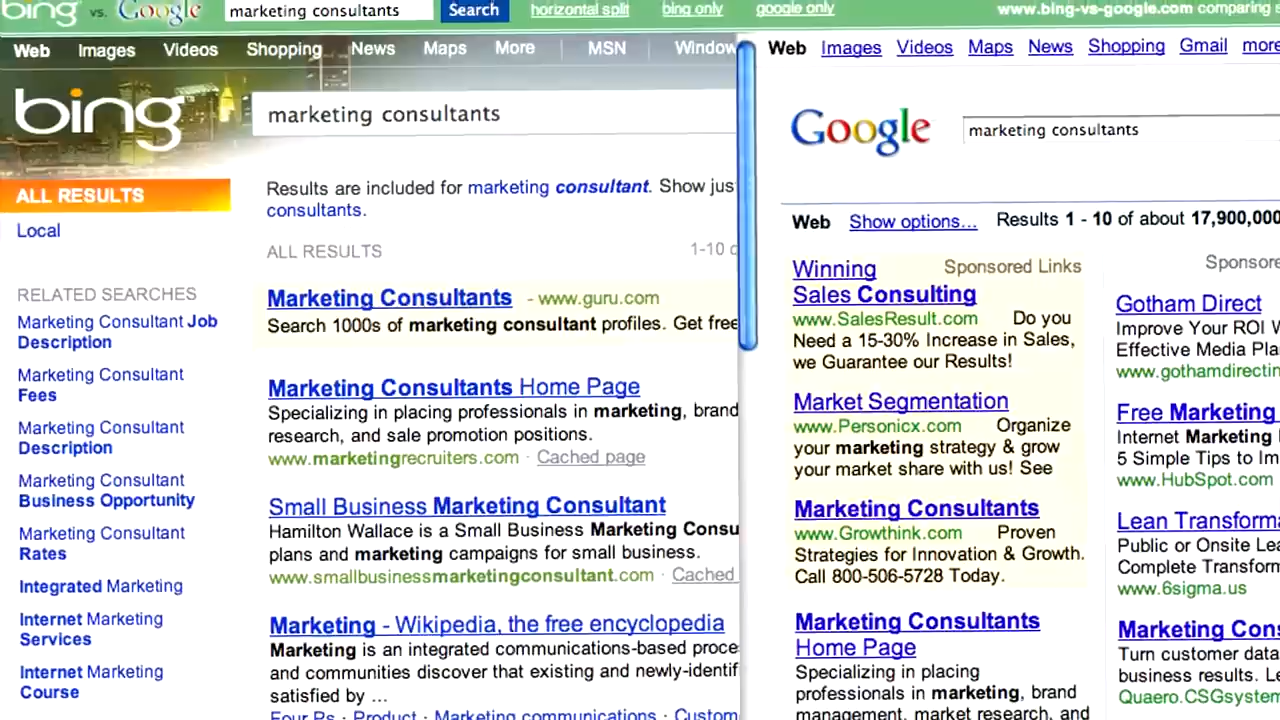 bing vs. Google marketing consultants Search horizontal split bing only google only www.bing-vs-google.com comparing
Web Images Videos Shopping News Maps More MSN
bing
marketing consultants
ALL RESULTS
Local
RELATED SEARCHES
Marketing Consultant Job
Description
Marketing Consultant
Fees
Marketing Consultant
Description
Marketing Consultant
Business Opportunity
Marketing Consultant
Rates
Integrated Marketing
Internet Marketing
Services
Internet Marketing
Course
Results are included for marketing consultant. Show jus
consultants.
ALL RESULTS 1-10
Marketing Consultants - www.guru.com
Search 1000s of marketing consultant profiles. Get free
Marketing Consultants Home Page
Specializing in placing professionals in marketing, brand
research, and sale promotion positions.
www.marketingrecruiters.com · Cached page
Small Business Marketing Consultant
Hamilton Wallace is a Small Business Marketing Consu
plans and marketing campaigns for small business.
www.smallbusinessmarketingconsultant.com · Cached
Marketing - Wikipedia, the free encyclopedia
Marketing is an integrated communications-based proce
and communities discover that existing and newly-identif
satisfied by ...
Four Ps · Product · Marketing communications · Custom
Web Images Videos Maps News Shopping Gmail more
Google
marketing consultants
Web Show options... Results 1 - 10 of about 17,900,000
Sponsored Links
Winning
Sales Consulting
www.SalesResult.com Do you
Need a 15-30% Increase in Sales,
we Guarantee our Results!
Market Segmentation
www.Personicx.com Organize
your marketing strategy & grow
your market share with us! See
Marketing Consultants
www.Growthink.com Proven
Strategies for Innovation & Growth.
Call 800-506-5728 Today.
Marketing Consultants
Home Page
Specializing in placing
professionals in marketing, brand
management, market research, and
Sponso
Gotham Direct
Improve Your ROI
Effective Media Pla
www.gothamdirectin
Free Marketing
Internet Marketing
5 Simple Tips to Im
www.HubSpot.com
Lean Transforma
Public or Onsite Lea
Complete Transform
www.6sigma.us
Marketing Cons
Turn customer data
business results. Le
Quaero.CSGsystem